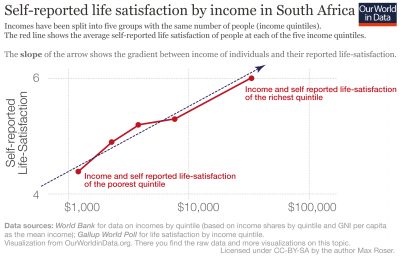 Self-reported life satisfaction by income in South Africa
Our World
in Data
Incomes have been split into five groups with the same number of people (income quintiles).
The red line shows the average self-reported life satisfaction of people at each of the five income quintiles.
The slope of the arrow shows the gradient between income of individuals and their reported life-satisfaction.
6
Income and self reported life-satisfaction
of the richest quintile
Self-reported
Life-Satisfaction
Income and self reported life-satisfaction
of the poorest quintile
4
$1,000
$10,000
$100,000
Data sources: World Bank for data on incomes by quintile (based on income shares by quintile and GNI per capita
as the mean income); Gallup World Poll for life satisfaction by income quintile.
Visualization from OurWorldinData.org. There you find the raw data and more visualizations on this topic.
Licensed under CC-BY-SA by the author Max Roser.